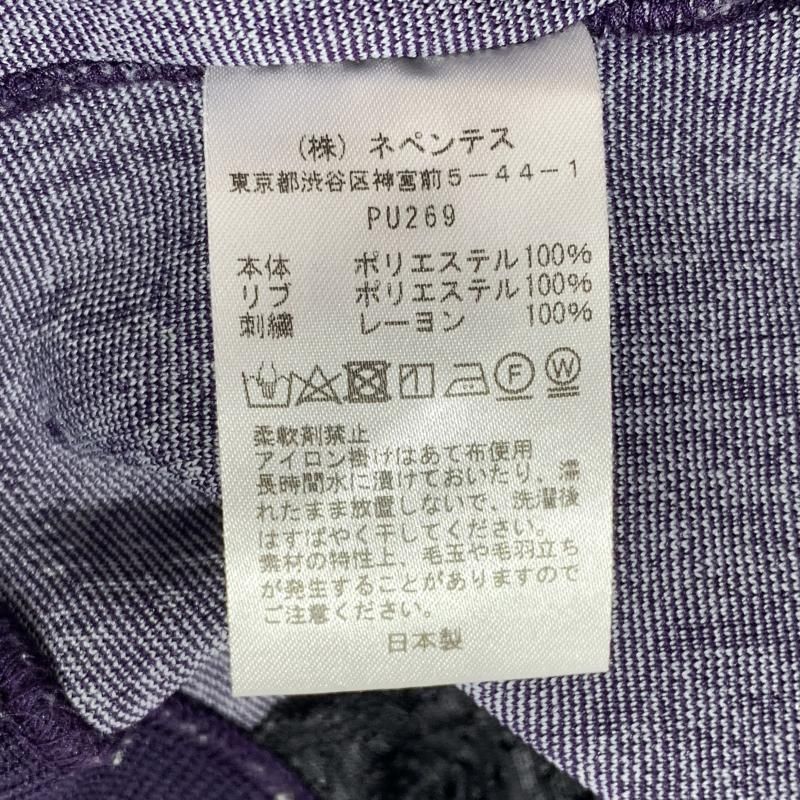 (株) ネペンテス
東京都渋谷区神宮前5-44-1
PU269
本体 ポリエステル100%
リブ ポリエステル100%
刺繍 レーヨン 100%
F W
柔軟剤禁止
アイロン掛けはあて布使用
長時間水に漬けておいたり、濡
れたまま放置しないで、洗濯後
はすばやく干してください。
素材の特性上、毛玉や毛羽立ち
が発生することがありますので
ご注意ください。
日本製